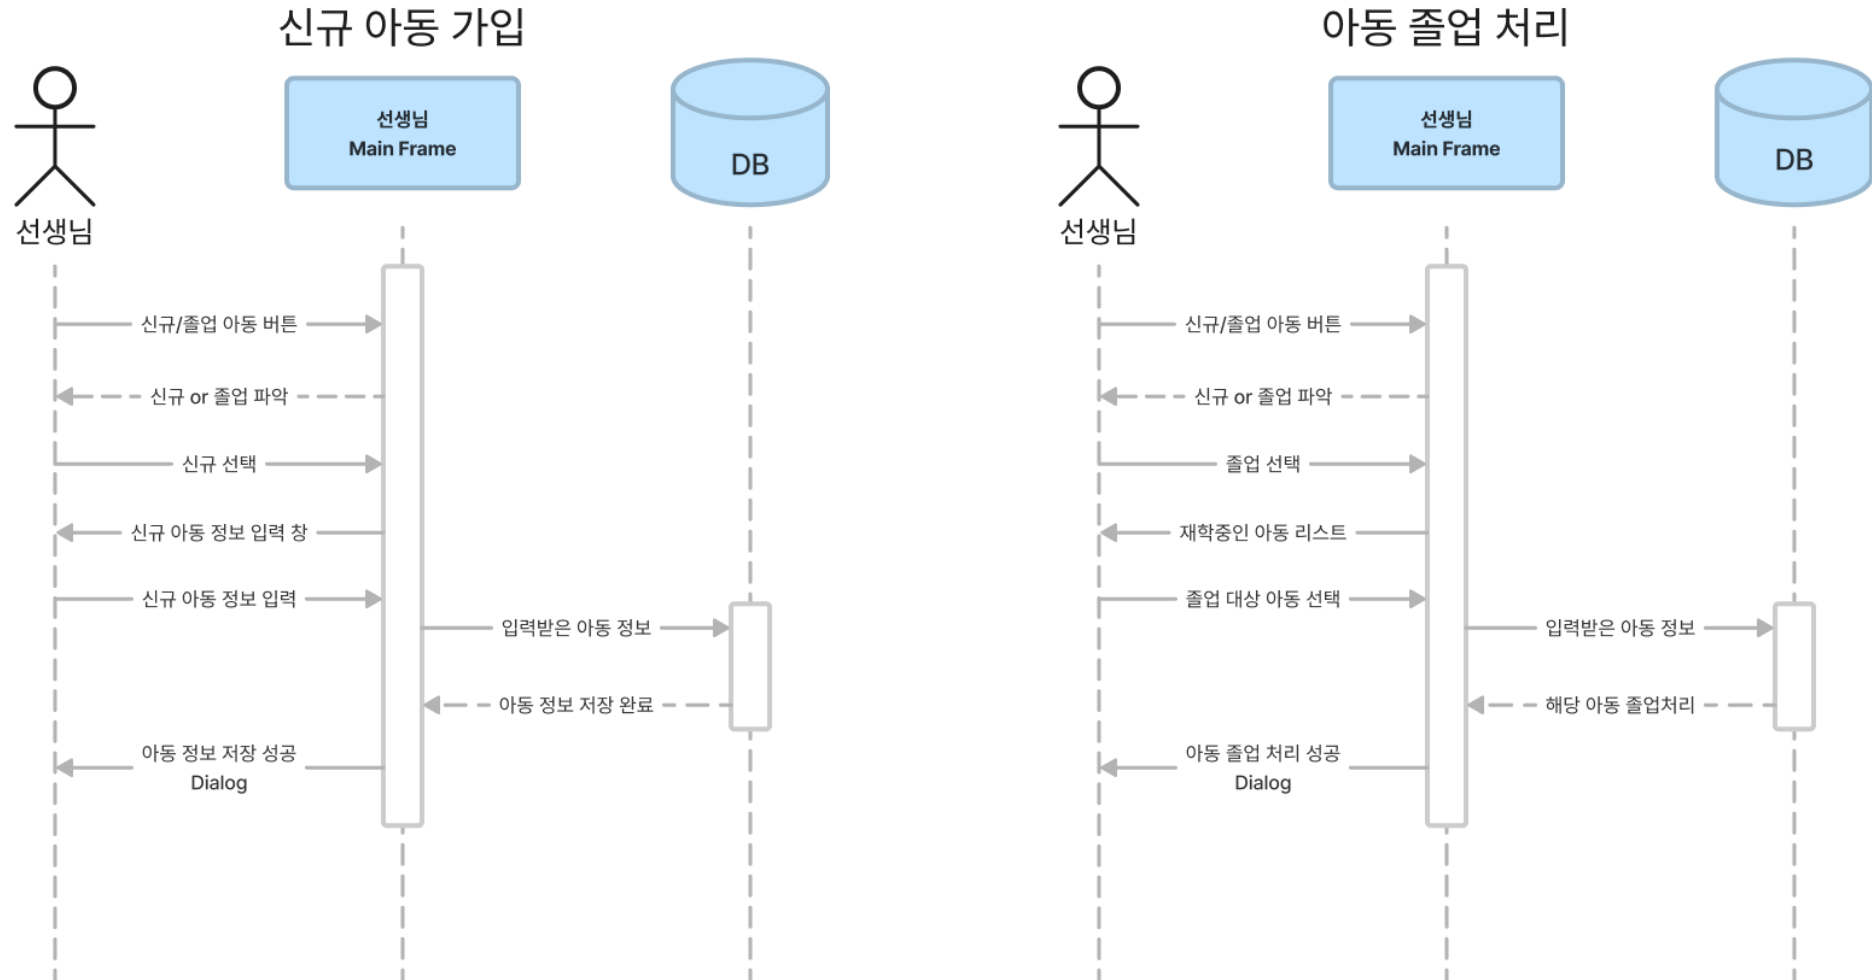 신규 아동 가입
선생님
Main Frame
DB
선생님
신규/졸업 아동 버튼
신규 or 졸업 파악
신규 선택
신규 아동 정보 입력 창
신규 아동 정보 입력
입력받은 아동 정보
아동 정보 저장 완료
아동 정보 저장 성공
Dialog
아동 졸업 처리
선생님
Main Frame
DB
선생님
신규/졸업 아동 버튼
신규 or 졸업 파악
졸업 선택
재학중인 아동 리스트
졸업 대상 아동 선택
입력받은 아동 정보
해당 아동 졸업처리
아동 졸업 처리 성공
Dialog